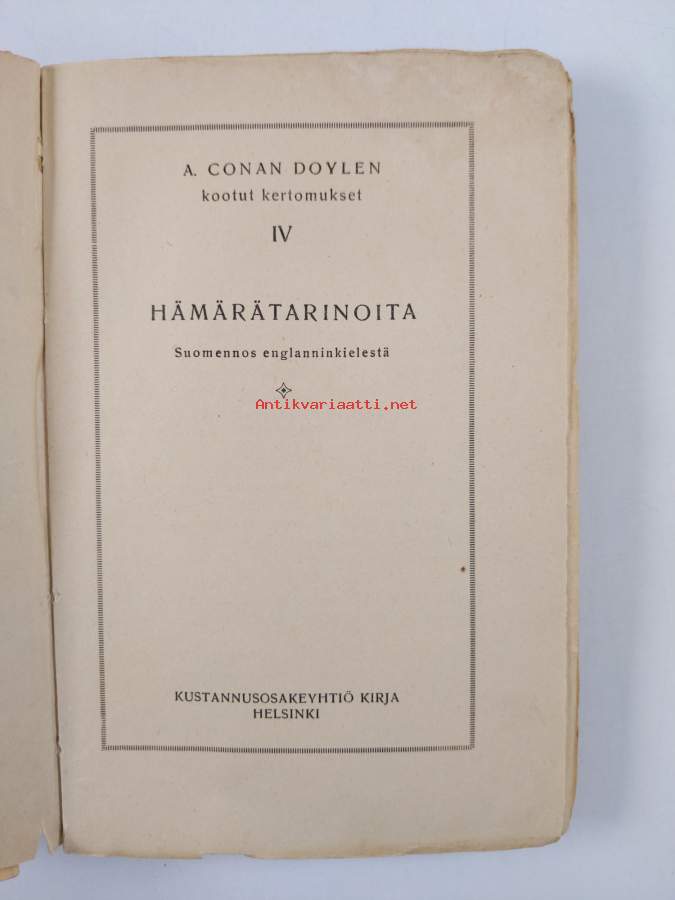 A. CONAN DOYLEN
kootut kertomukset
IV
HÄMÄRÄTARINOITA
Suomennos englanninkielestä
Antikvariaatti.net
KUSTANNUSOSAKEYHTIÖ KIRJA
HELSINKI